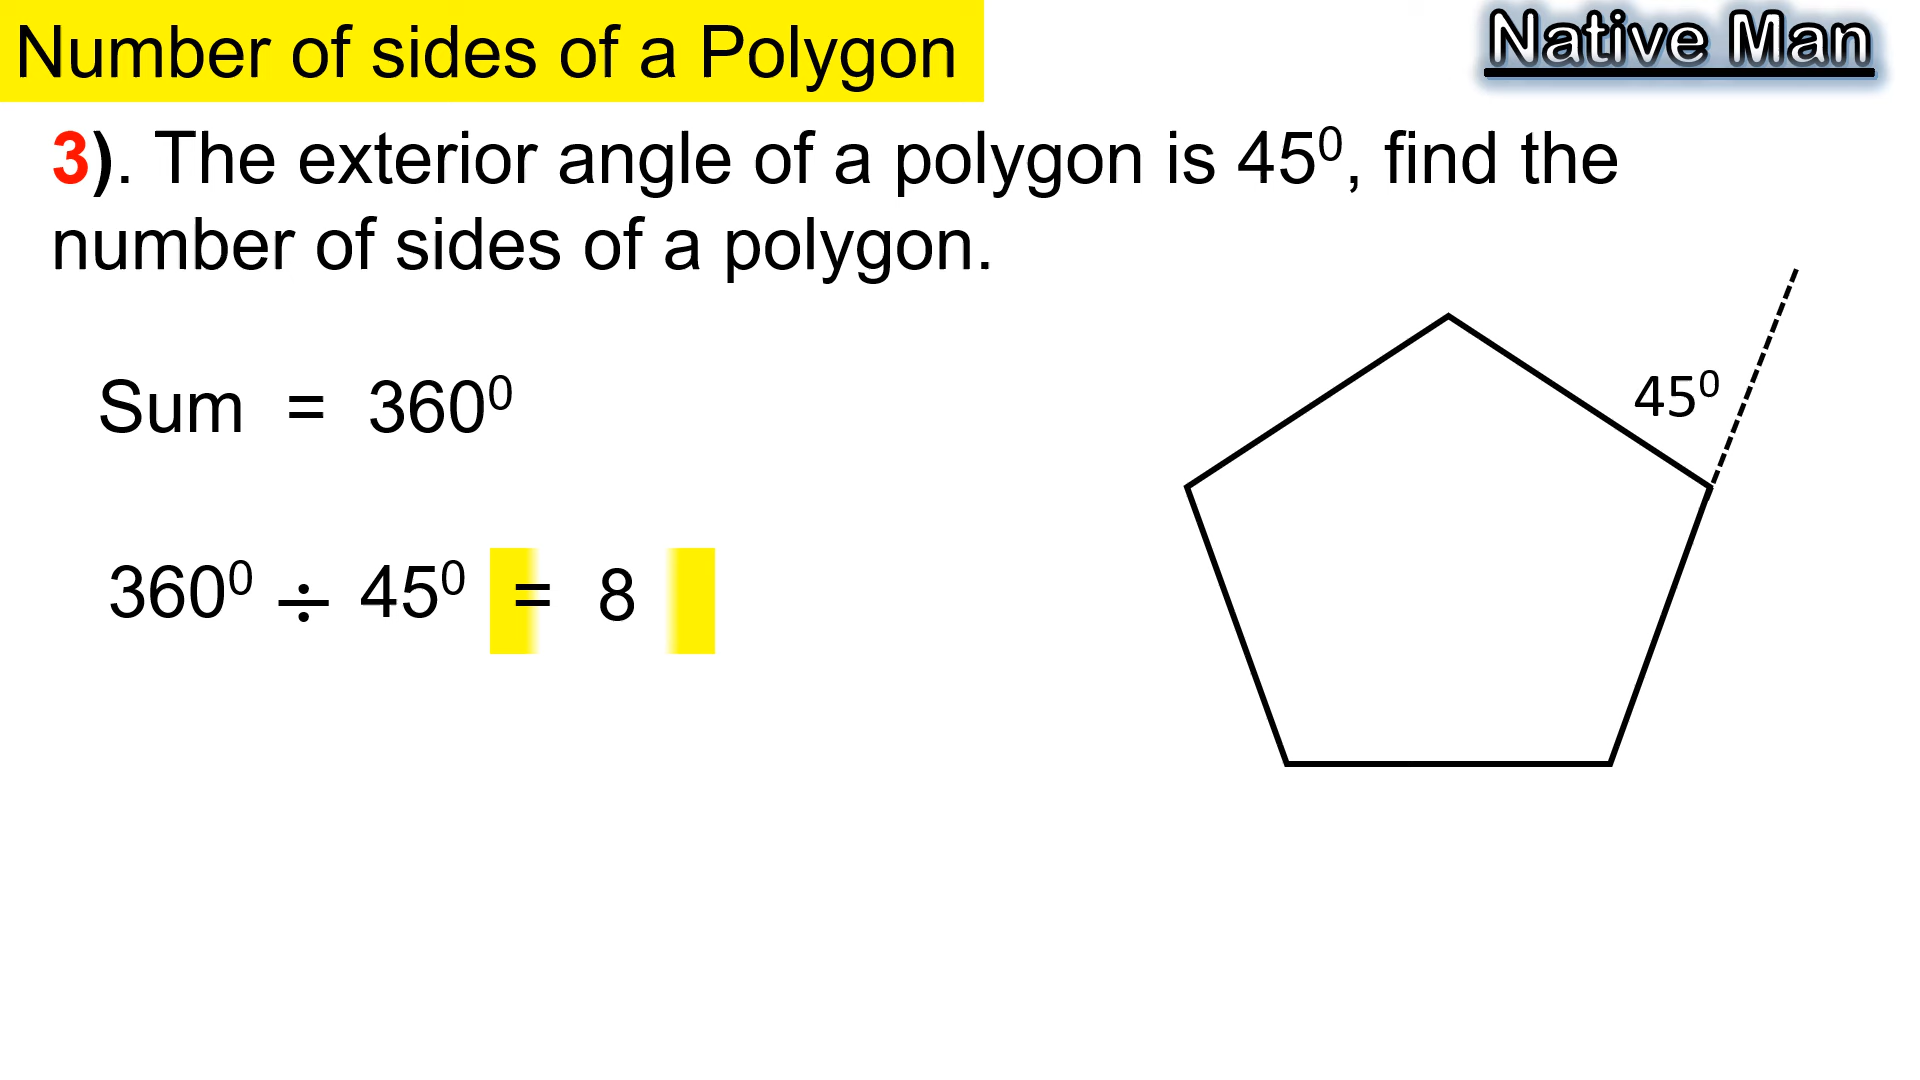 Number of sides of a Polygon
Native Man
3). The exterior angle of a polygon is 45⁰, find the
number of sides of a polygon.
45⁰
Sum = 360⁰
360⁰ ÷ 45⁰ = 8